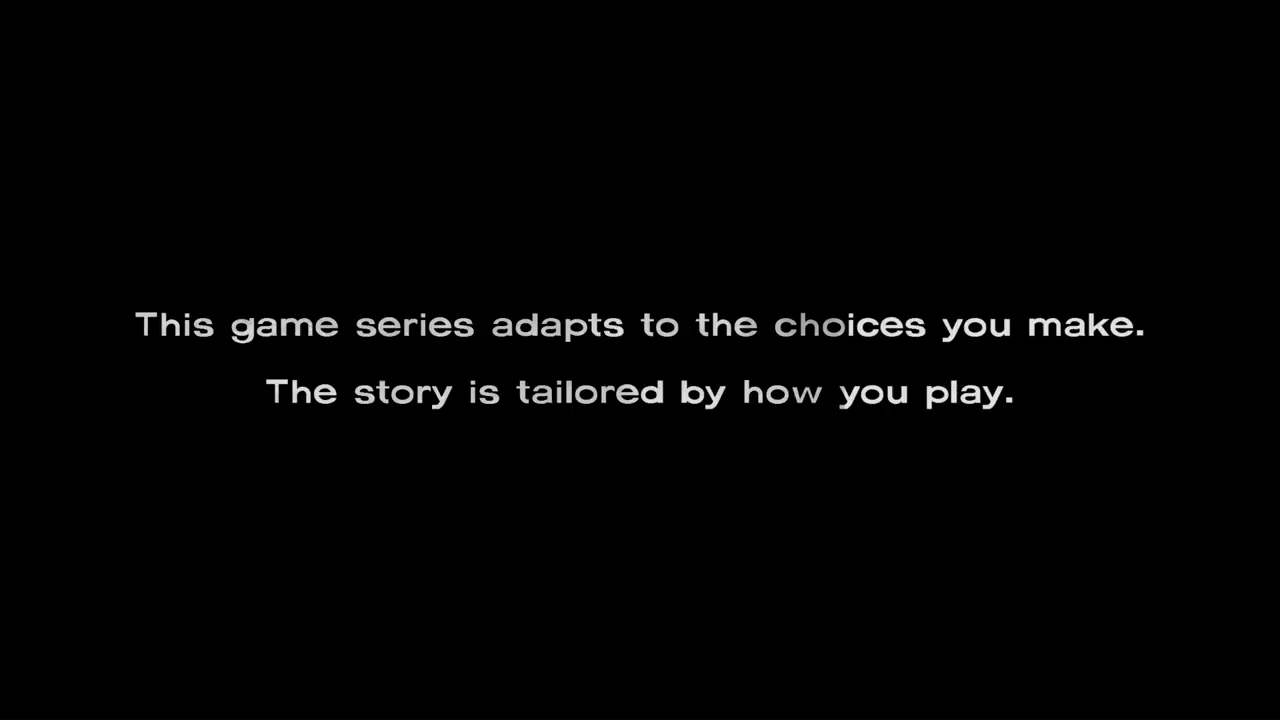 This game series adapts to the choices you make.
The story is tailored by how you play.